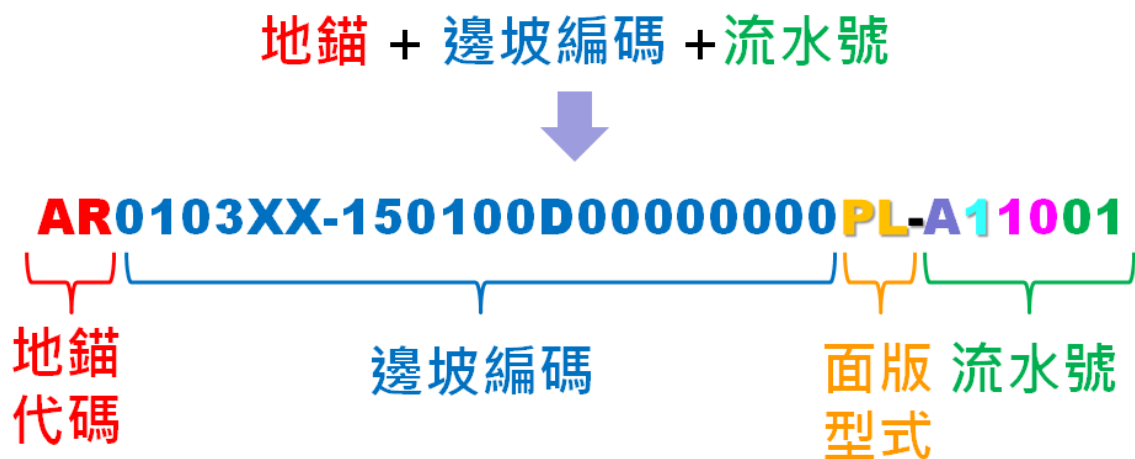 地錨 + 邊坡編碼 +流水號
AR0103XX-150100D00000000PL-A11001
地錨
代碼
邊坡編碼
面版
型式
流水號